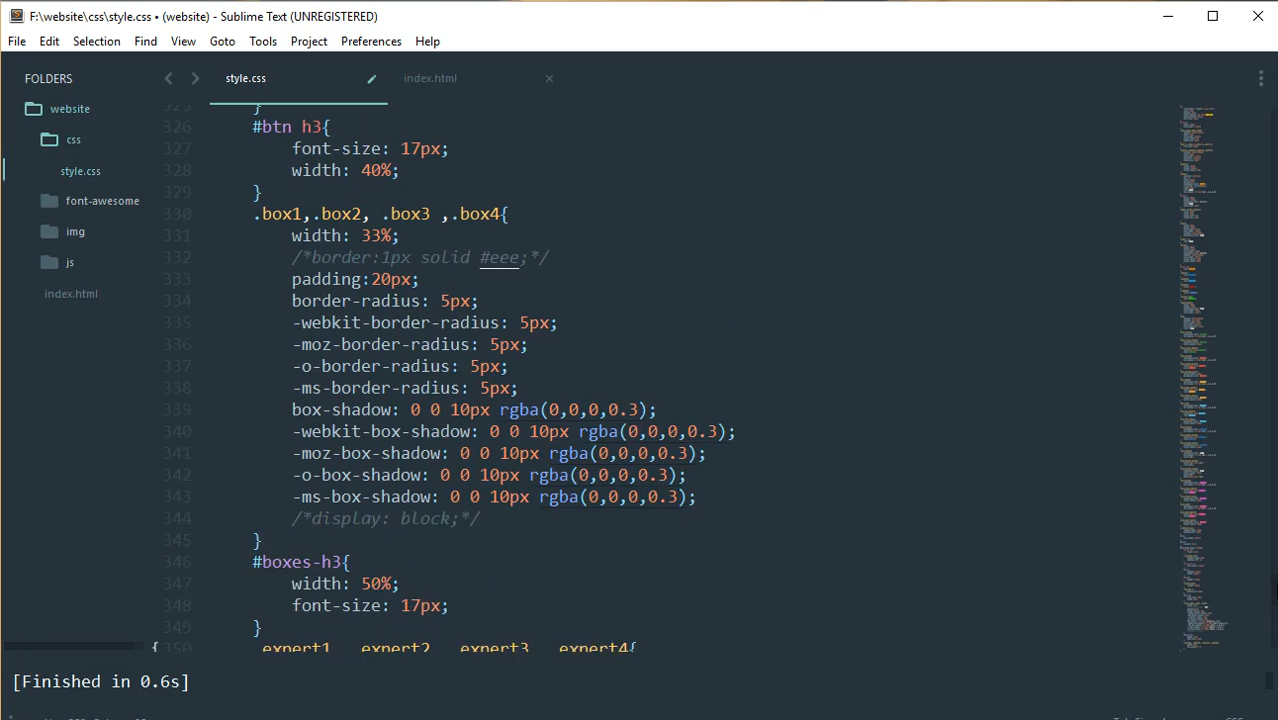 F:\website\css\style.css • (website) - Sublime Text (UNREGISTERED)
File Edit Selection Find View Goto Tools Project Preferences Help
FOLDERS
website
css
style.css
font-awesome
img
js
index.html
style.css index.html
325 }
326 #btn h3{
327 font-size: 17px;
328 width: 40%;
329 }
330 .box1,.box2, .box3 ,.box4{
331 width: 33%;
332 /*border:1px solid #eee;*/
333 padding:20px;
334 border-radius: 5px;
335 -webkit-border-radius: 5px;
336 -moz-border-radius: 5px;
337 -o-border-radius: 5px;
338 -ms-border-radius: 5px;
339 box-shadow: 0 0 10px rgba(0,0,0,0.3);
340 -webkit-box-shadow: 0 0 10px rgba(0,0,0,0.3);
341 -moz-box-shadow: 0 0 10px rgba(0,0,0,0.3);
342 -o-box-shadow: 0 0 10px rgba(0,0,0,0.3);
343 -ms-box-shadow: 0 0 10px rgba(0,0,0,0.3);
344 /*display: block;*/
345 }
346 #boxes-h3{
347 width: 50%;
348 font-size: 17px;
349 }
350 .expert1, .expert2, .expert3, .expert4{
{
[Finished in 0.6s]